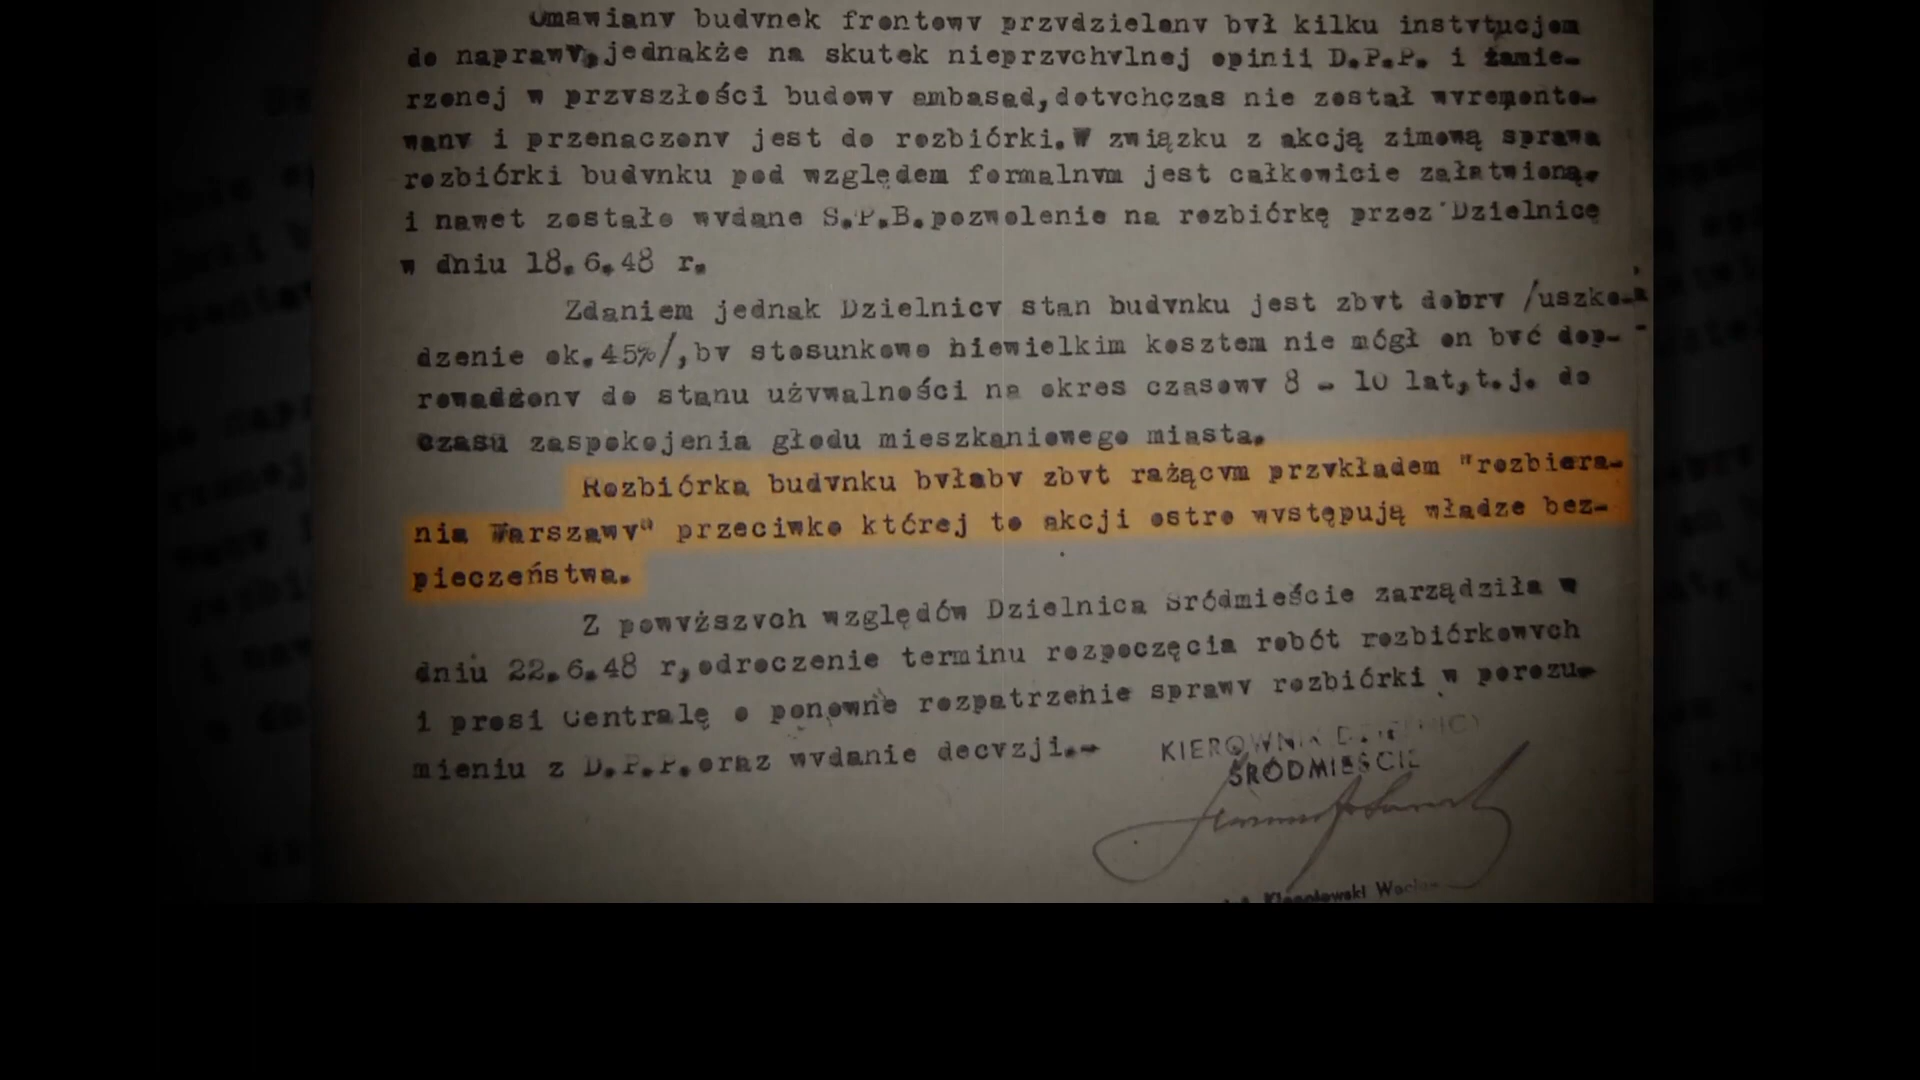 Omawiany budynek frontowy przydzielony był kilku instytucjom
do naprawy, jednakże na skutek nieprzychylnej opinii D.P.P. i zamie-
rzonej w przyszłości budowy ambasad, dotychczas nie został wyremonto-
wany i przenaczony jest do rozbiórki. W związku z akcją zimową sprawa
rozbiórki budynku pod względem formalnym jest całkowicie załatwioną.
i nawet zostało wydane S.P.B. pozwolenie na rozbiórkę przez Dzielnicę
w dniu 18.6.48 r.
Zdaniem jednak Dzielnicy stan budynku jest zbyt dobry /uszko-
dzenie ok.45%/, by stosunkowo niewielkim kosztem nie mógł on być dop-
rowadzony do stanu używalności na okres czasowy 8 - 10 lat, t.j. do
czasu zaspokojenia głodu mieszkaniowego miasta.
Rozbiórka budynku byłaby zbyt rażącym przykładem "rozbiera-
nia Warszawy" przeciwko której to akcji ostro występują władze bez-
pieczeństwa.
Z powyższych względów Dzielnica Śródmieście zarządziła w
dniu 22.6.48 r, odroczenie terminu rozpoczęcia robót rozbiórkowych
i prosi Centralę o ponowne rozpatrzenie sprawy rozbiórki w porozu-
mieniu z D.P.P. oraz wydanie decyzji.-
KIEROWNIK DZIELNICY
ŚRÓDMIEŚCIE